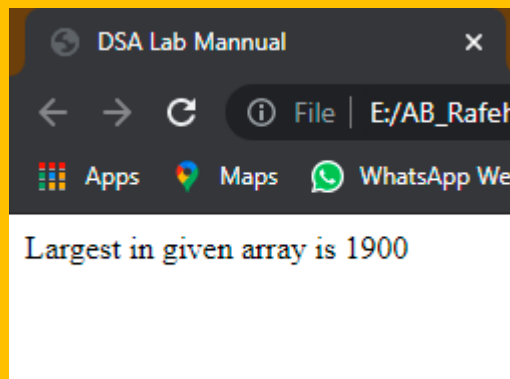 DSA Lab Mannual
File | E:/AB_Rafeh
Apps Maps WhatsApp We
Largest in given array is 1900